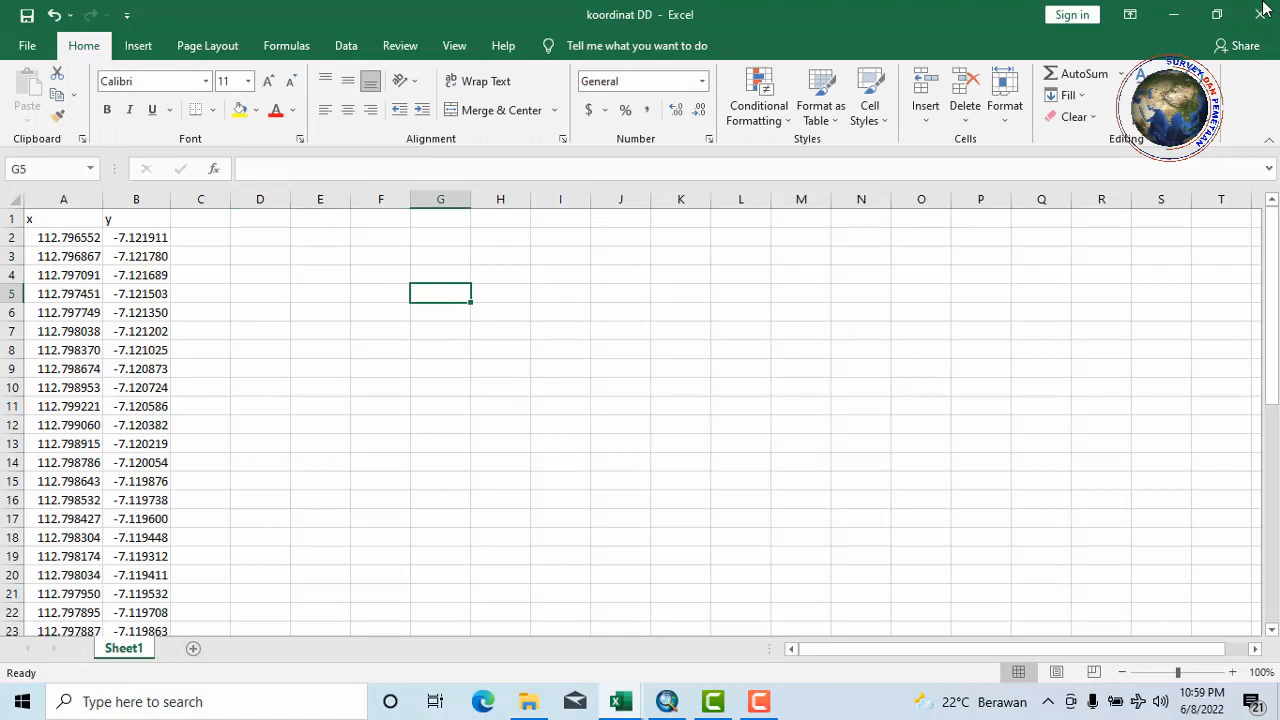 koordinat DD - Excel
Sign in
File Home Insert Page Layout Formulas Data Review View Help Tell me what you want to do Share
Paste
Clipboard
Calibri 11
B I U
Font
Wrap Text
Merge & Center
Alignment
General
$ % ,
Number
Conditional Formatting
Format as Table
Cell Styles
Styles
Insert
Delete
Format
Cells
AutoSum
Fill
Clear
Editing
SURVEY DAN PEMETAAN
G5
fx
A B C D E F G H I J K L M N O P Q R S T
1 x y
2 112.796552 -7.121911
3 112.796867 -7.121780
4 112.797091 -7.121689
5 112.797451 -7.121503
6 112.797749 -7.121350
7 112.798038 -7.121202
8 112.798370 -7.121025
9 112.798674 -7.120873
10 112.798953 -7.120724
11 112.799221 -7.120586
12 112.799060 -7.120382
13 112.798915 -7.120219
14 112.798786 -7.120054
15 112.798643 -7.119876
16 112.798532 -7.119738
17 112.798427 -7.119600
18 112.798304 -7.119448
19 112.798174 -7.119312
20 112.798034 -7.119411
21 112.797950 -7.119532
22 112.797895 -7.119708
23 112.797887 -7.119863
Sheet1
Ready
100%
Type here to search
22°C Berawan
10:59 PM
6/8/2022
21